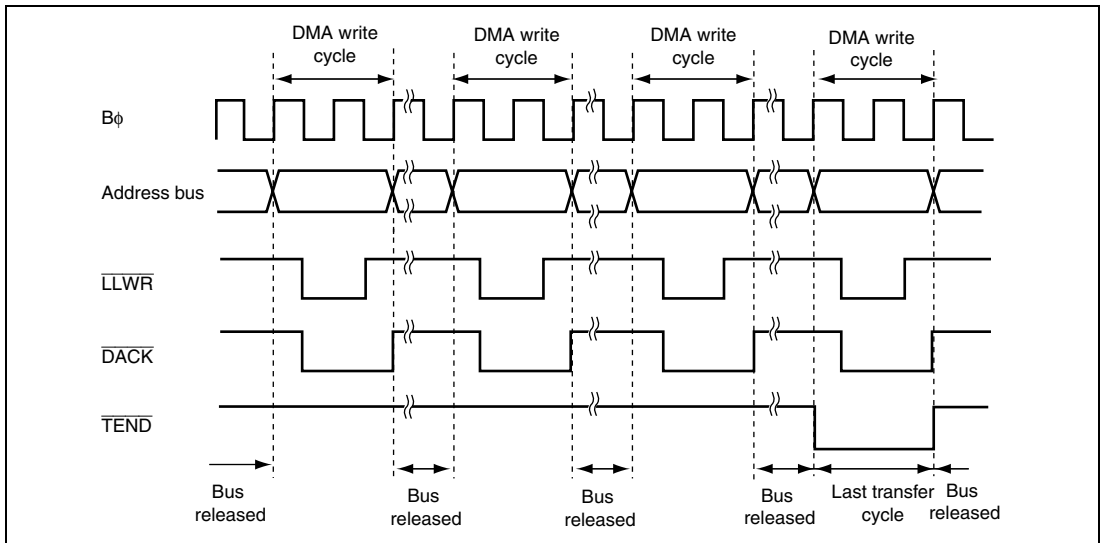 DMA write
cycle
DMA write
cycle
DMA write
cycle
DMA write
cycle
Bϕ
Address bus
LLWR
DACK
TEND
Bus
released
Bus
released
Bus
released
Bus
released
Last transfer
cycle
Bus
released